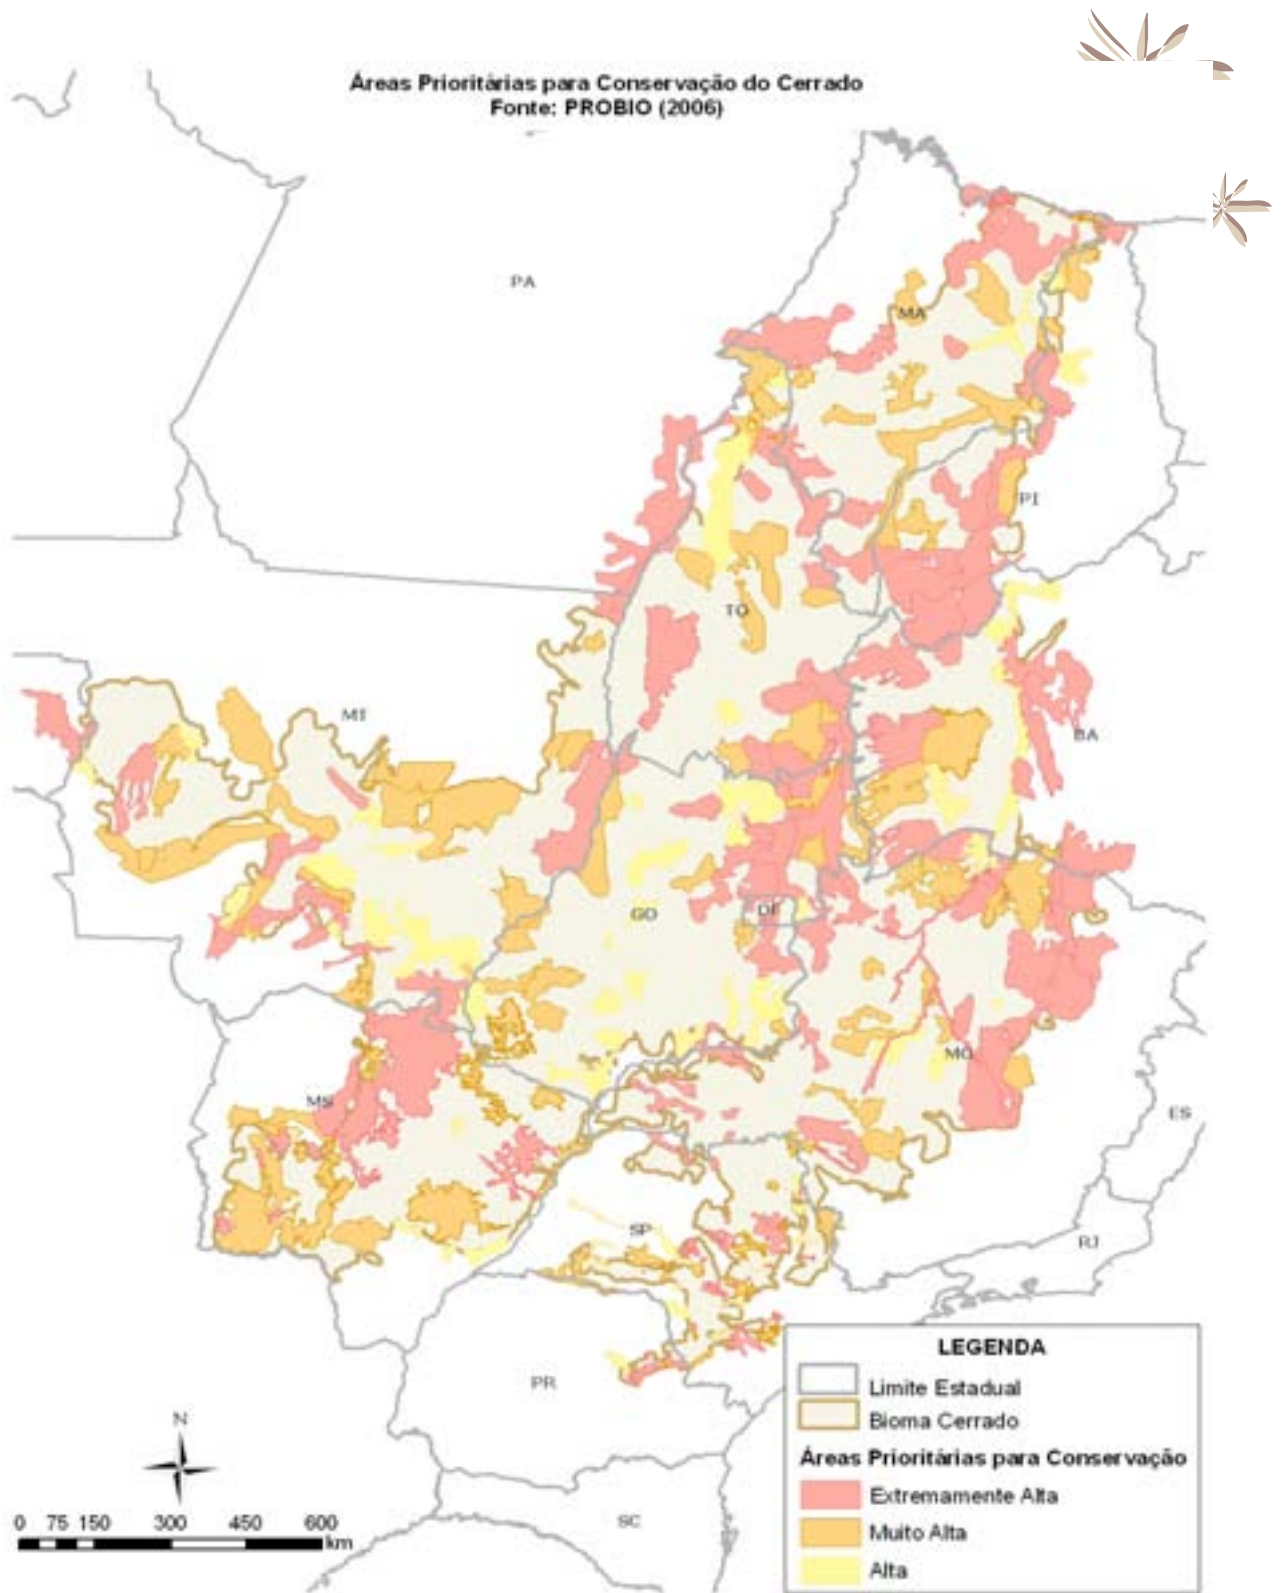 Áreas Prioritárias para Conservação do Cerrado
Fonte: PROBIO (2006)
PA
MA
PI
TO
MT
BA
GO
DF
MG
MS
ES
SP
RJ
PR
SC
N
0 75 150 300 450 600
km
LEGENDA
Limite Estadual
Bioma Cerrado
Áreas Prioritárias para Conservação
Extremamente Alta
Muito Alta
Alta